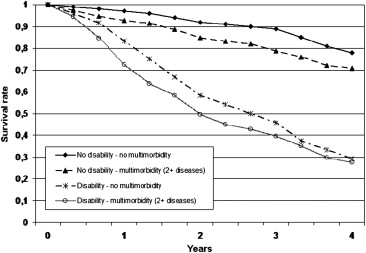 1
0,9
0,8
0,7
0,6
0,5
0,4
0,3
0,2
0,1
0
Survival rate
No disability - no multimorbidity
No disability - multimorbidity (2+ diseases)
Disability - no multimorbidity
Disability - multimorbidity (2+ diseases)
0 1 2 3 4
Years